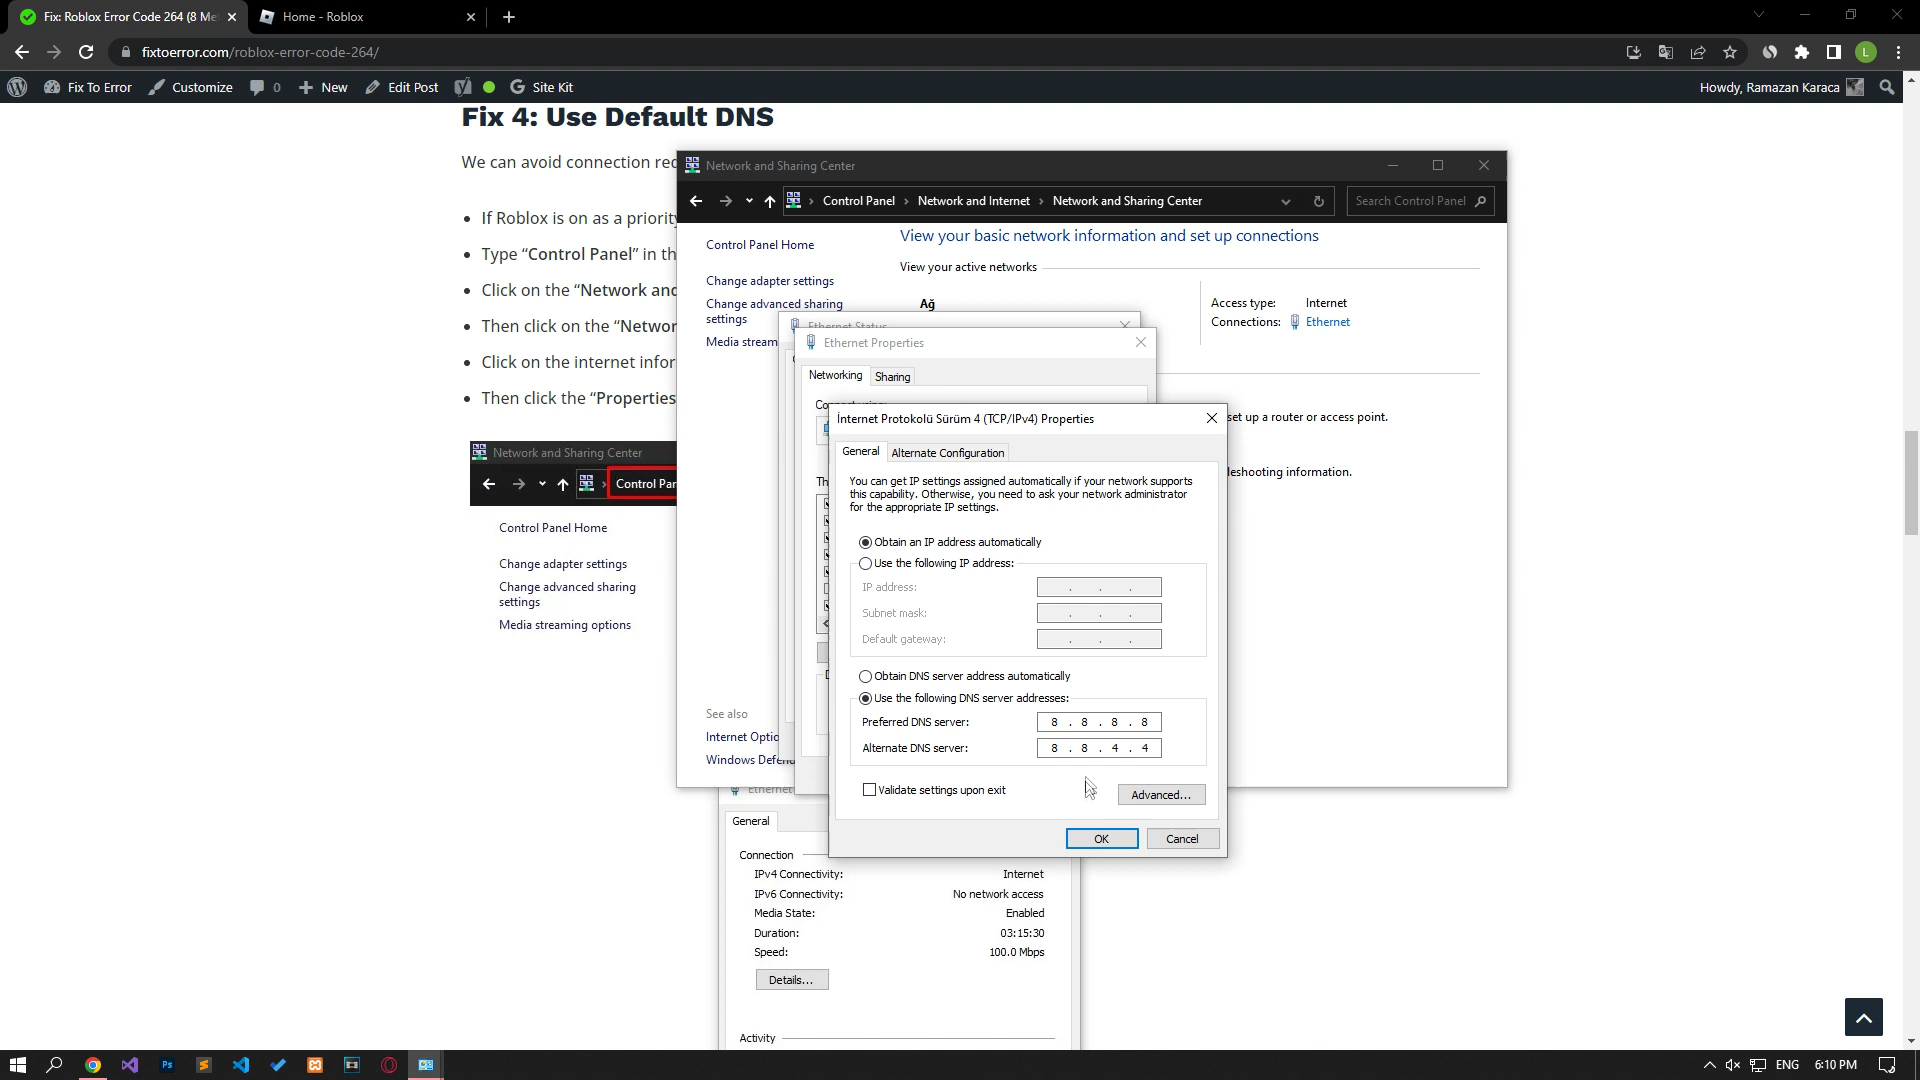 Fix: Roblox Error Code 264 (8 Me
Home - Roblox
fixtoerror.com/roblox-error-code-264/
L
Fix To Error
Customize
0
New
Edit Post
Site Kit
Howdy, Ramazan Karaca
Fix 4: Use Default DNS
We can avoid connection
If Roblox is on as a priority
Type “Control Panel” in
Click on the “Network and
Then click on the
Click on the internet
Then click the “Properties
Network and Sharing Center
Control
Control Panel Home
Change adapter settings
Change advanced sharing
settings
Media streaming options
Network and Sharing Center
Control Panel
Network and Internet
Network and Sharing Center
Search Control Panel
Control Panel Home
Change adapter settings
Change advanced sharing
settings
Media
See also
Internet
Windows
View your basic network information and set up connections
View your active networks
Ağ
Access type: Internet
Connections: Ethernet
set up a router or access point.
information.
Ethernet Status
Ethernet Properties
Networking
Sharing
İnternet Protokolü Sürüm 4 (TCP/IPv4) Properties
General
Alternate Configuration
You can get IP settings assigned automatically if your network supports
this capability. Otherwise, you need to ask your network administrator
for the appropriate IP settings.
Obtain an IP address automatically
Use the following IP address:
IP address: . . .
Subnet mask: . . .
Default gateway: . . .
Obtain DNS server address automatically
Use the following DNS server addresses:
Preferred DNS server: 8 . 8 . 8 . 8
Alternate DNS server: 8 . 8 . 4 . 4
Validate settings upon exit
Advanced...
OK
Cancel
Ethernet
General
Connection
IPv4 Connectivity: Internet
IPv6 Connectivity: No network access
Media State: Enabled
Duration: 03:15:30
Speed: 100.0 Mbps
Details...
Activity
Ps
ENG
6:10 PM